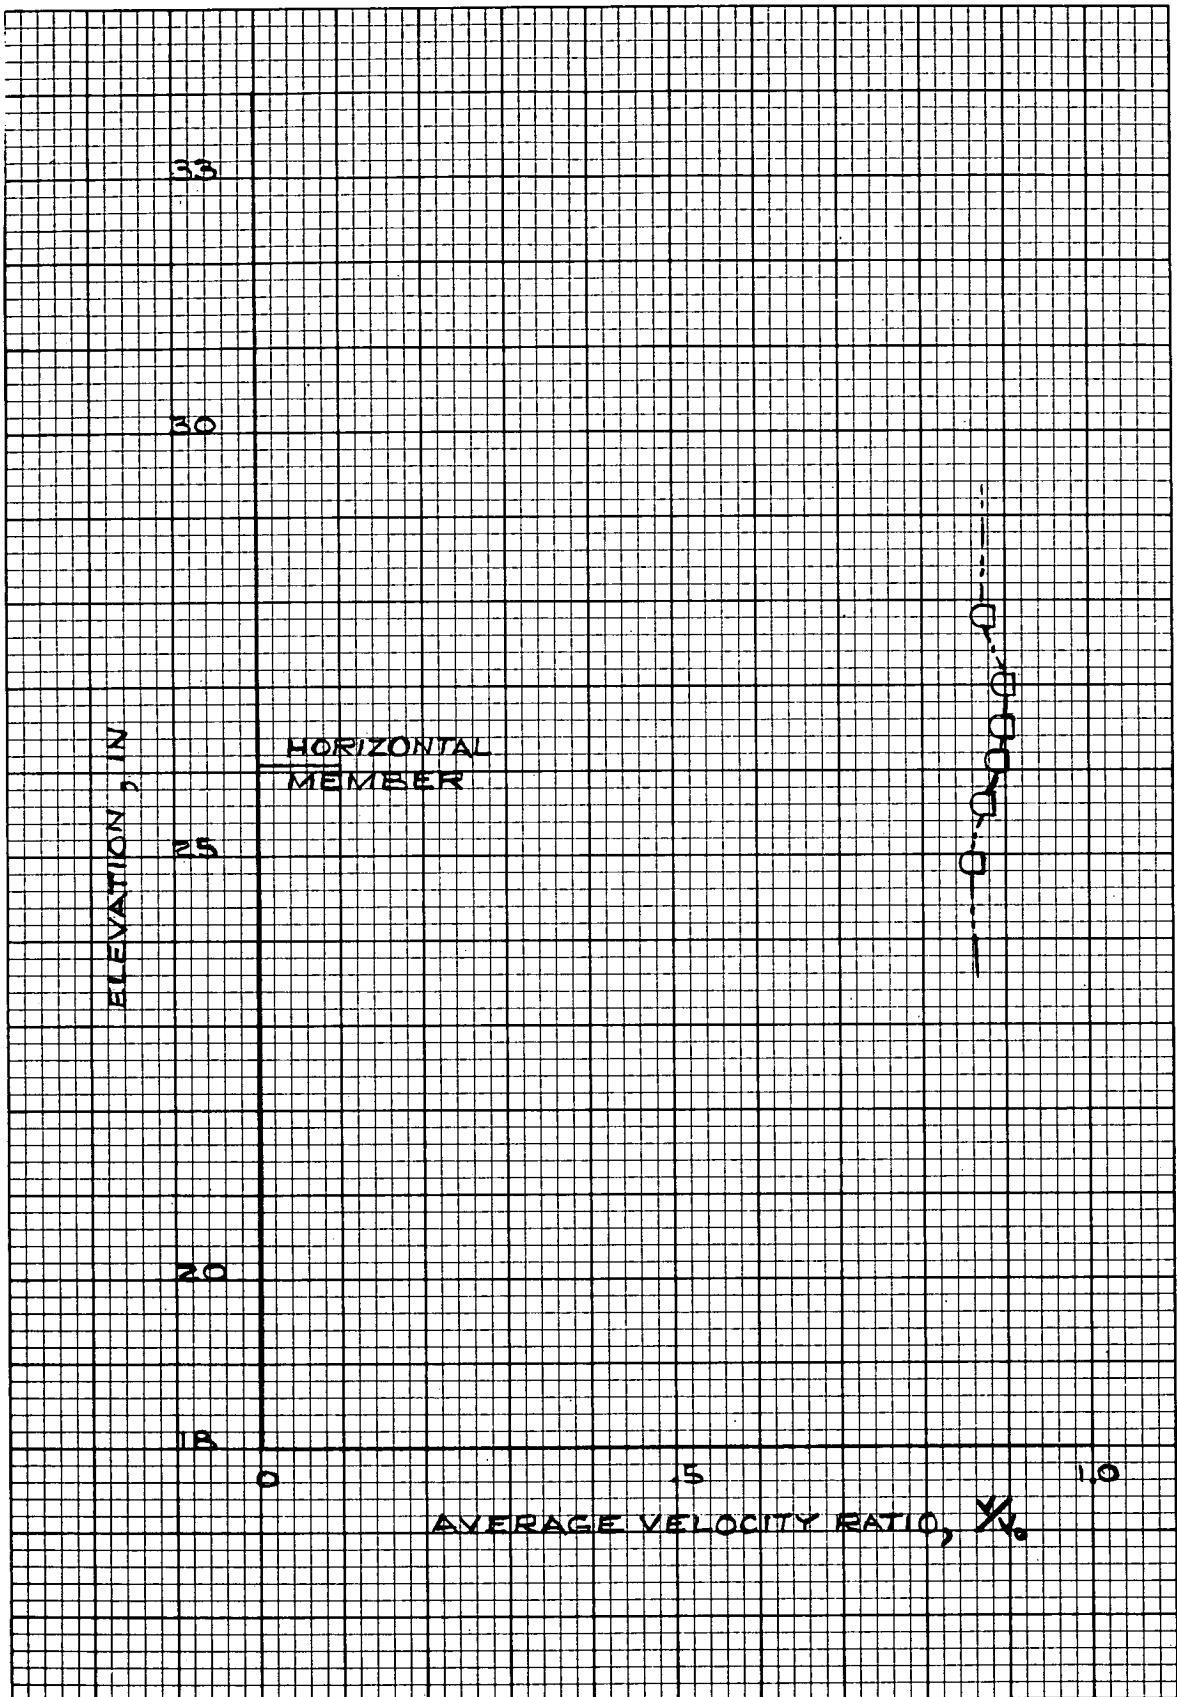 33
30
HORIZONTAL
MEMBER
ELEVATION, IN
25
20
18
0 .5 1.0
AVERAGE VELOCITY RATIO, V/V₀